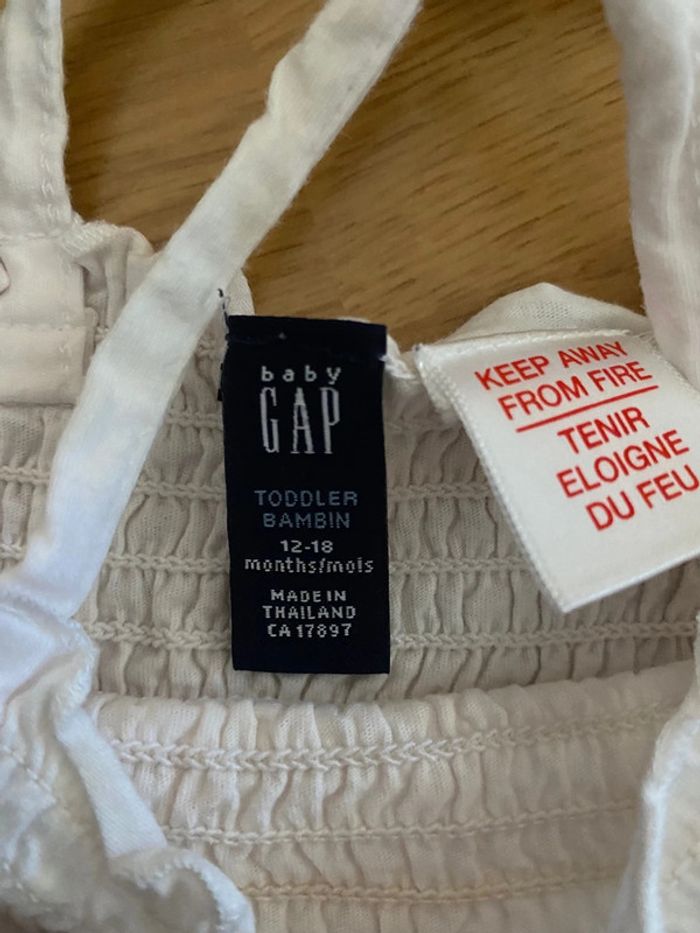 baby
GAP
TODDLER
BAMBIN
12-18
months/mois
MADE IN
THAILAND
CA 17897
KEEP AWAY
FROM FIRE
TENIR
ELOIGNE
DU FEU